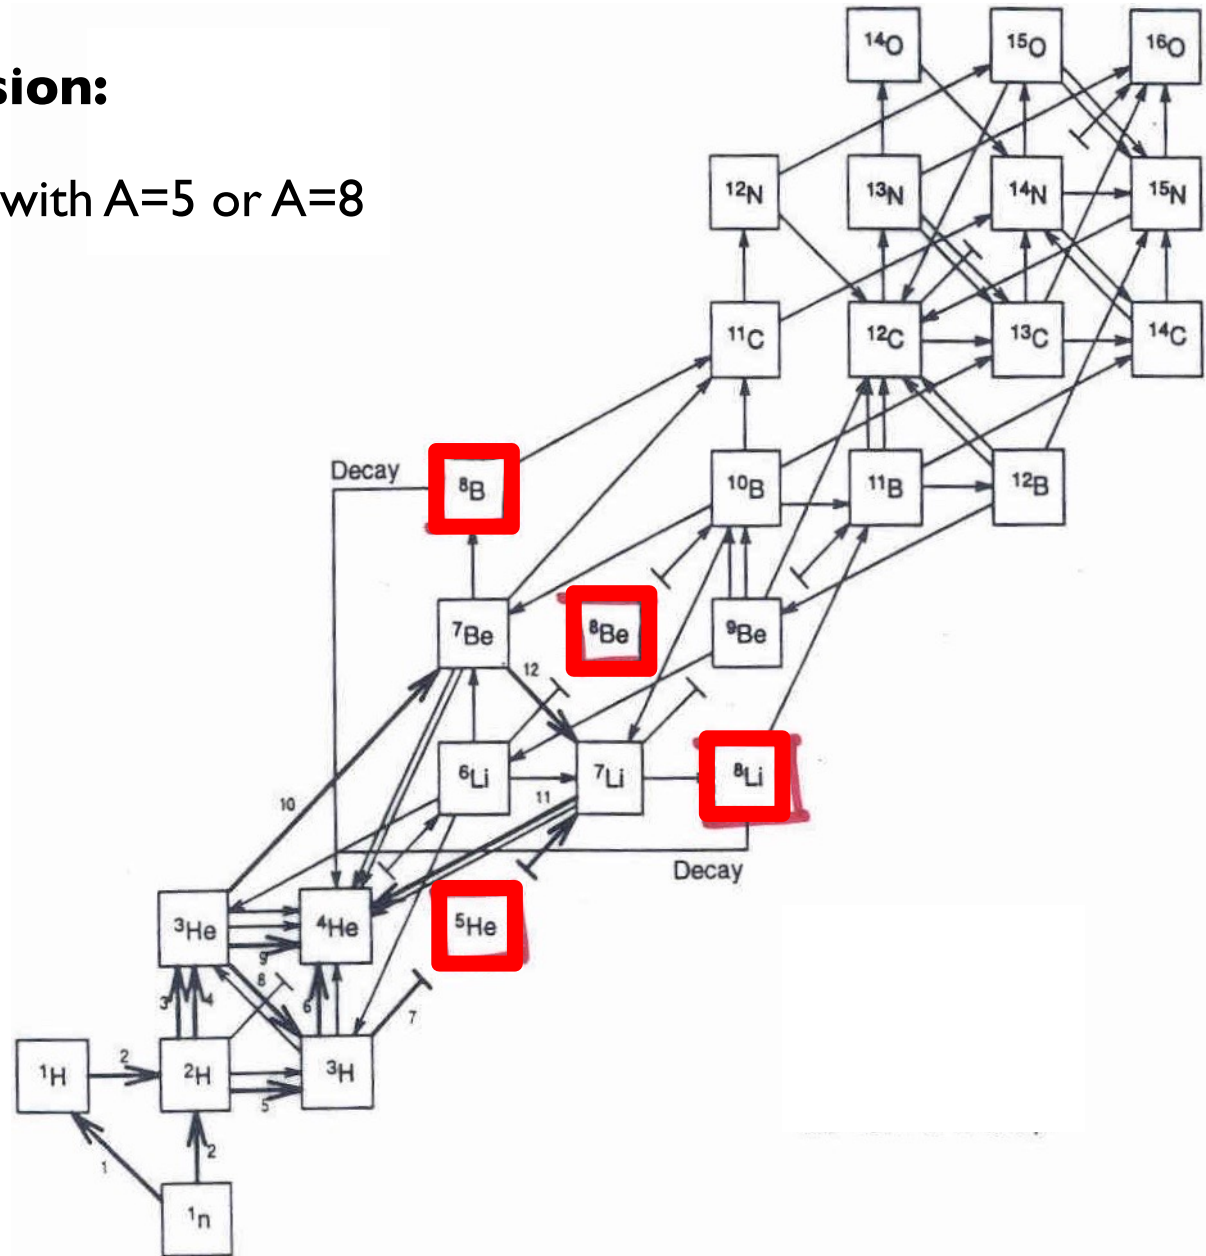 sion:
with A=5 or A=8
¹⁴O ¹⁵O ¹⁶O
¹²N ¹³N ¹⁴N ¹⁵N
¹¹C ¹²C ¹³C ¹⁴C
Decay
⁸B ¹⁰B ¹¹B ¹²B
⁷Be ⁸Be ⁹Be
12
⁶Li ⁷Li ⁸Li
10 11
Decay
³He ⁴He ⁵He
9
3 4 8 6 7
¹H 2 ²H ³H
5
1 2
¹n